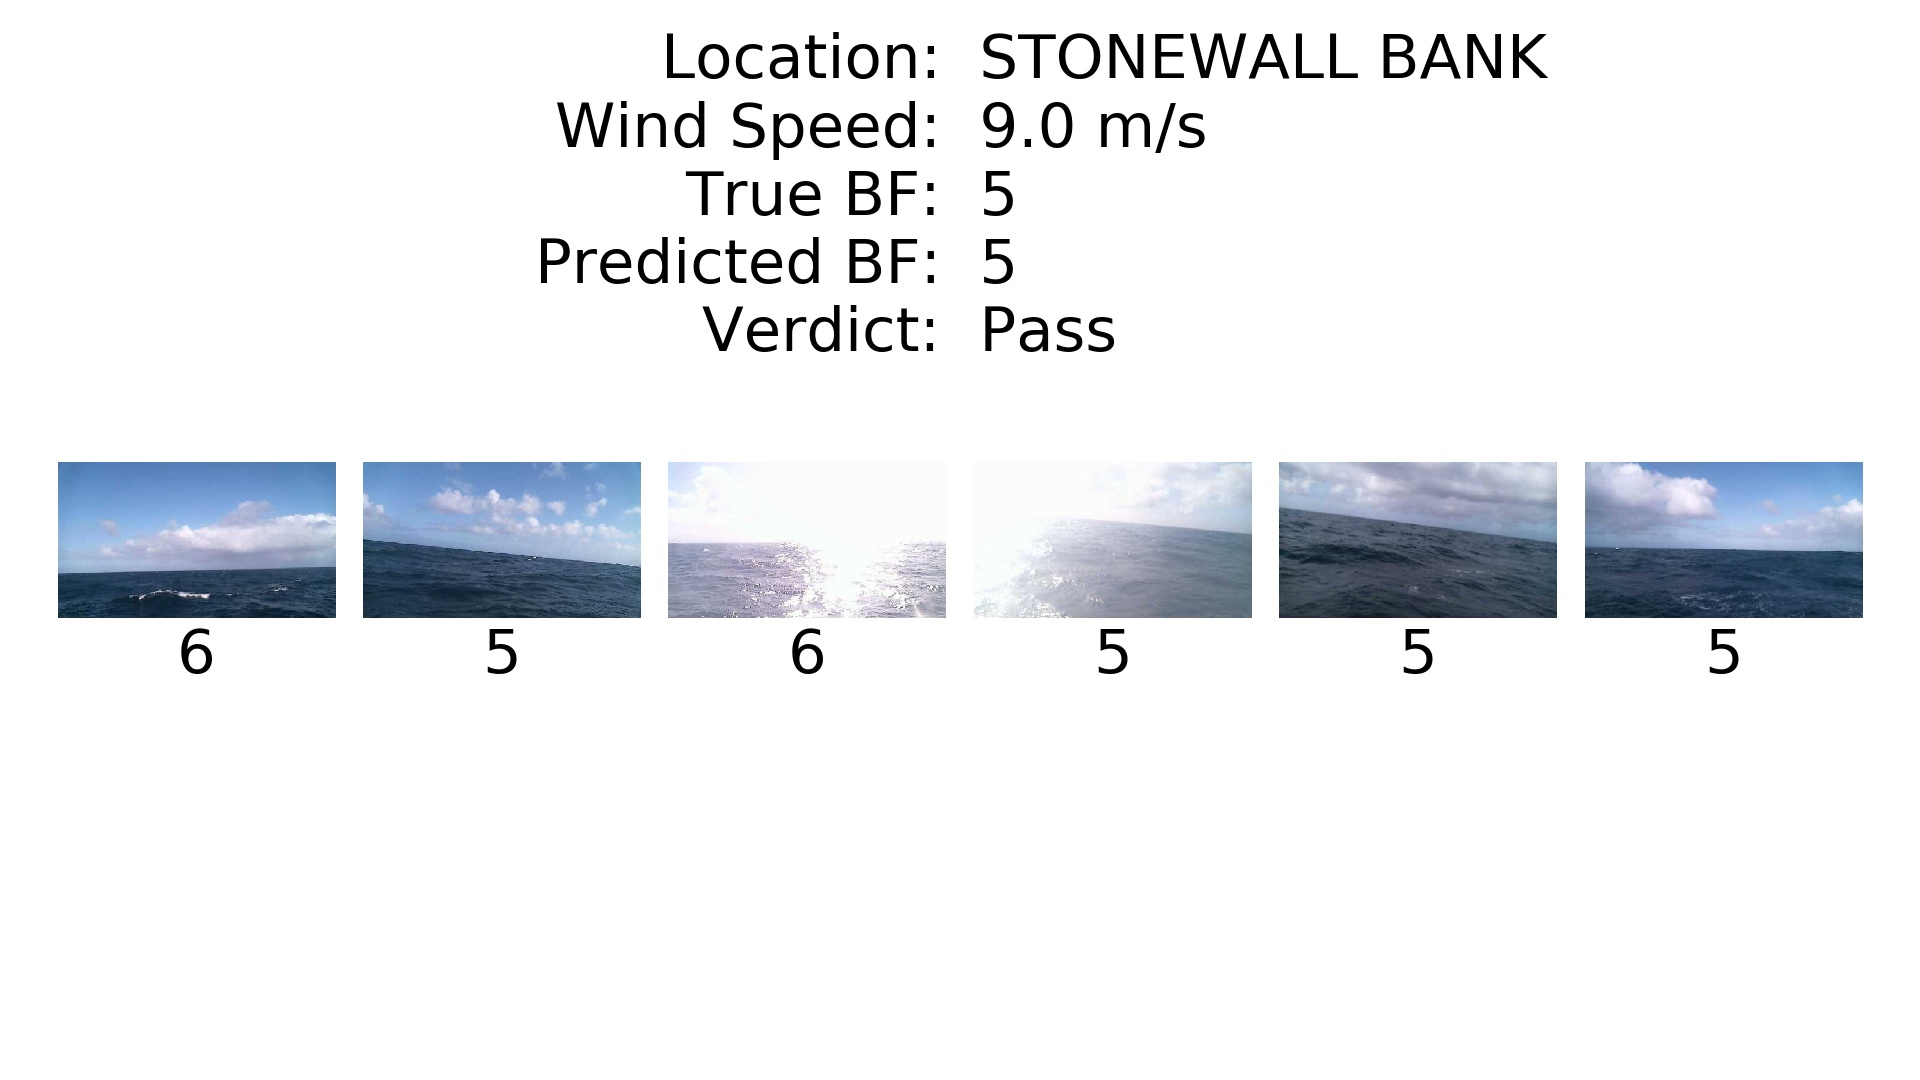 Location: STONEWALL BANK
Wind Speed: 9.0 m/s
True BF: 5
Predicted BF: 5
Verdict: Pass
6 5 6 5 5 5